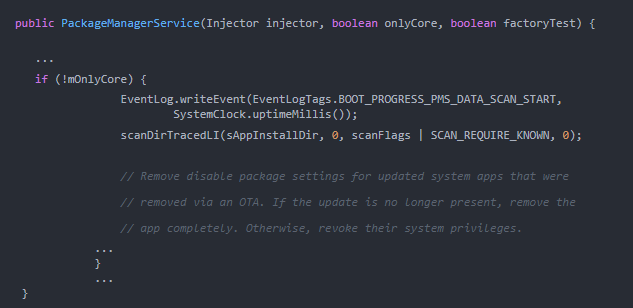 public PackageManagerService(Injector injector, boolean onlyCore, boolean factoryTest) {
...
if (!mOnlyCore) {
EventLog.writeEvent(EventLogTags.BOOT_PROGRESS_PMS_DATA_SCAN_START,
SystemClock.uptimeMillis());
scanDirTracedLI(sAppInstallDir, 0, scanFlags | SCAN_REQUIRE_KNOWN, 0);
// Remove disable package settings for updated system apps that were
// removed via an OTA. If the update is no longer present, remove the
// app completely. Otherwise, revoke their system privileges.
...
}
...
}